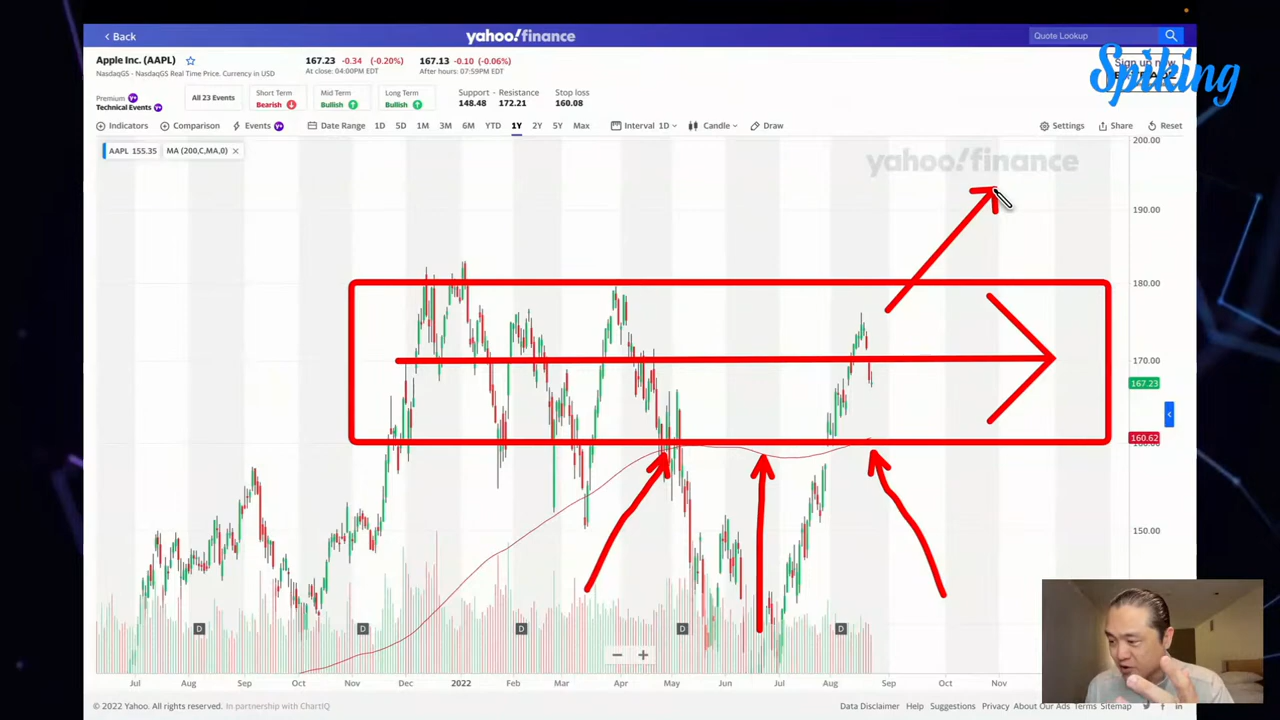 Back
yahoo!finance
Quote Lookup
Apple Inc. (AAPL)
NasdaqGS - NasdaqGS Real Time Price. Currency in USD
167.23 -0.34 (-0.20%)
At close: 04:00PM EDT
167.13 -0.10 (-0.06%)
After hours: 07:59PM EDT
Sign up now
Spiking
Premium
Technical Events
All 23 Events
Short Term
Bearish
Mid Term
Bullish
Long Term
Bullish
Support - Resistance
148.48 172.21
Stop loss
160.08
Indicators Comparison Events Date Range 1D 5D 1M 3M 6M YTD 1Y 2Y 5Y Max Interval 1D Candle Draw Settings Share Reset
AAPL 155.35 MA (200,C,MA,0)
yahoo!finance
200.00
190.00
180.00
170.00
167.23
160.62
150.00
D D D D D
Jul Aug Sep Oct Nov Dec 2022 Feb Mar Apr May Jun Jul Aug Sep Oct Nov
© 2022 Yahoo. All rights reserved. In partnership with ChartIQ
Data Disclaimer Help Suggestions Privacy About Our Ads Terms Sitemap